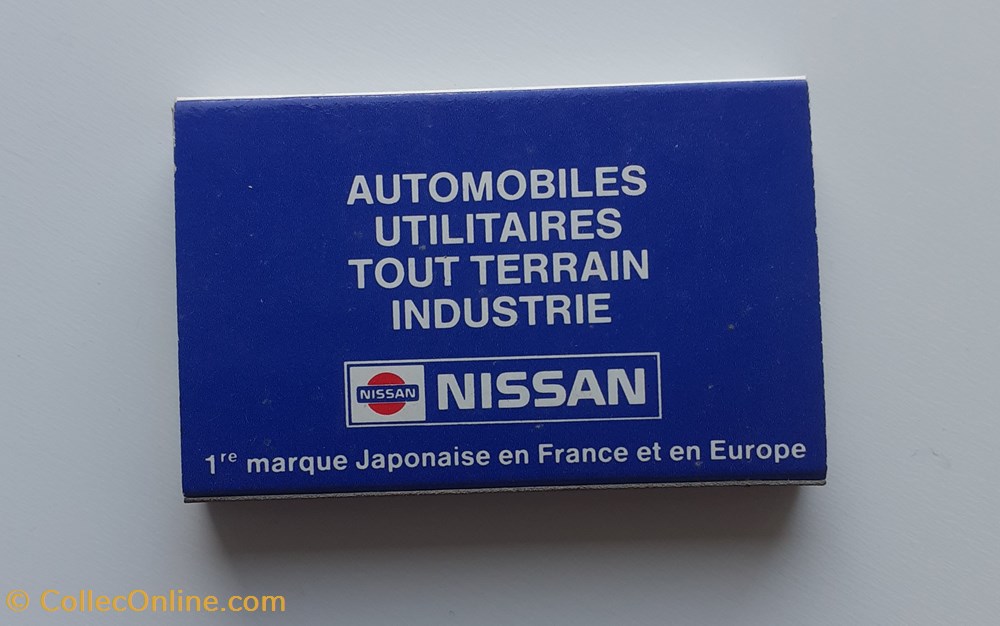 AUTOMOBILES
UTILITAIRES
TOUT TERRAIN
INDUSTRIE
NISSAN NISSAN
1re marque Japonaise en France et en Europe
© CollecOnline.com